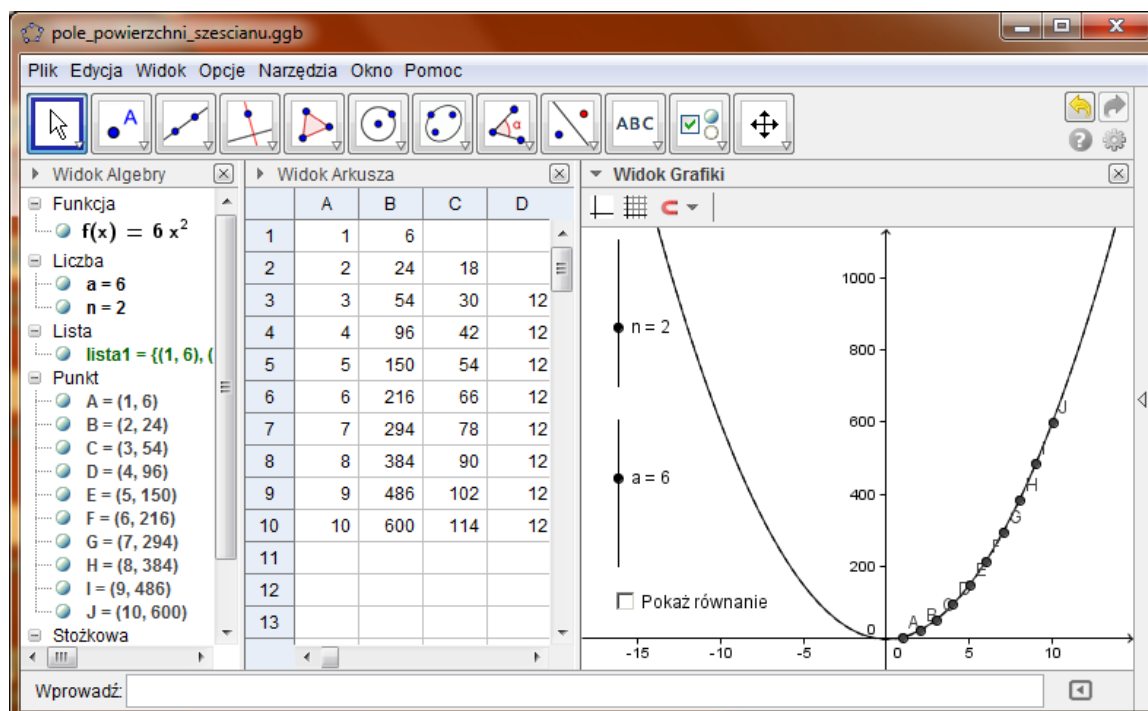 pole_powierzchni_szescianu.ggb
Plik Edycja Widok Opcje Narzędzia Okno Pomoc
A
α
ABC
Widok Algebry
Funkcja
f(x) = 6 x²
Liczba
a = 6
n = 2
Lista
lista1 = {(1, 6), (
Punkt
A = (1, 6)
B = (2, 24)
C = (3, 54)
D = (4, 96)
E = (5, 150)
F = (6, 216)
G = (7, 294)
H = (8, 384)
I = (9, 486)
J = (10, 600)
Stożkowa
Widok Arkusza
A B C D
1 1 6
2 2 24 18
3 3 54 30 12
4 4 96 42 12
5 5 150 54 12
6 6 216 66 12
7 7 294 78 12
8 8 384 90 12
9 9 486 102 12
10 10 600 114 12
11
12
13
Widok Grafiki
n = 2
a = 6
Pokaż równanie
1000
800
600
400
200
0
-15 -10 -5 0 5 10
A B C D E F G H I J
Wprowadź: